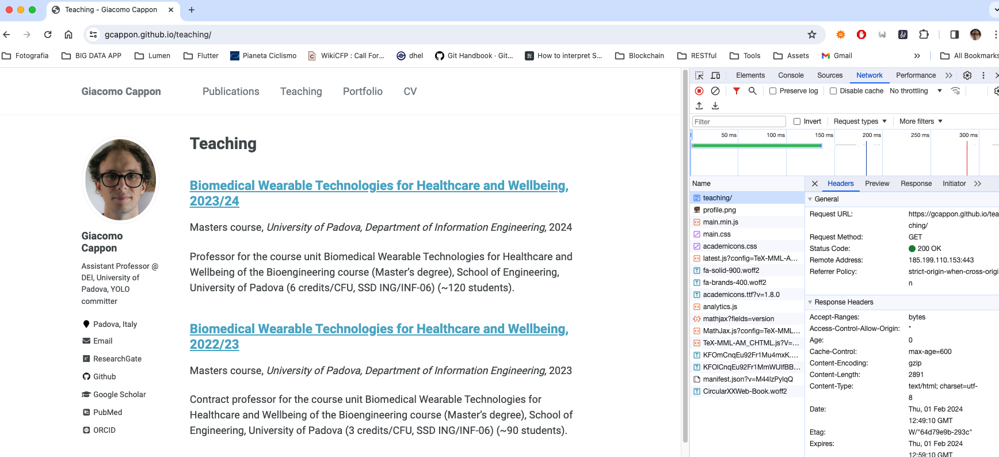 Teaching - Giacomo Cappon
gcappon.github.io/teaching/
Fotografia BIG DATA APP Lumen Flutter Pianeta Ciclismo WikiCFP : Call For... dhel Git Handbook · Git... How to interpret S... Blockchain RESTful Tools Assets Gmail » All Bookmarks
Giacomo Cappon Publications Teaching Portfolio CV
Giacomo
Cappon
Assistant Professor @
DEI, University of
Padova, YOLO
committer
Padova, Italy
Email
ResearchGate
Github
Google Scholar
PubMed
ORCID
Teaching
Biomedical Wearable Technologies for Healthcare and Wellbeing,
2023/24
Masters course, University of Padova, Department of Information Engineering, 2024
Professor for the course unit Biomedical Wearable Technologies for Healthcare and
Wellbeing of the Bioengineering course (Master’s degree), School of Engineering,
University of Padova (6 credits/CFU, SSD ING/INF-06) (~120 students).
Biomedical Wearable Technologies for Healthcare and Wellbeing,
2022/23
Masters course, University of Padova, Department of Information Engineering, 2023
Contract professor for the course unit Biomedical Wearable Technologies for
Healthcare and Wellbeing of the Bioengineering course (Master’s degree), School of
Engineering, University of Padova (3 credits/CFU, SSD ING/INF-06) (~90 students).
Elements Console Sources Network Performance »
Preserve log Disable cache No throttling
Filter Invert Request types More filters
50 ms 100 ms 150 ms 200 ms 250 ms 300 ms
Name
teaching/
profile.png
main.min.js
main.css
academicons.css
latest.js?config=TeX-MML-A...
fa-solid-900.woff2
fa-brands-400.woff2
academicons.ttf?v=1.8.0
analytics.js
mathjax?fields=version
MathJax.js?config=TeX-MML...
TeX-MML-AM_CHTML.js?V=...
KFOmCnqEu92Fr1Mu4mxK....
KFOlCnqEu92Fr1MmWUlfBB...
manifest.json?v=M44lzPylqQ
CircularXXWeb-Book.woff2
Headers Preview Response Initiator »
General
Request URL: https://gcappon.github.io/tea
ching/
Request Method: GET
Status Code: 200 OK
Remote Address: 185.199.110.153:443
Referrer Policy: strict-origin-when-cross-origi
n
Response Headers
Accept-Ranges: bytes
Access-Control-Allow-Origin: *
Age: 0
Cache-Control: max-age=600
Content-Encoding: gzip
Content-Length: 2891
Content-Type: text/html; charset=utf-
8
Date: Thu, 01 Feb 2024
12:49:10 GMT
Etag: W/"64d79e9b-293c"
Expires: Thu, 01 Feb 2024
12:59:10 GMT